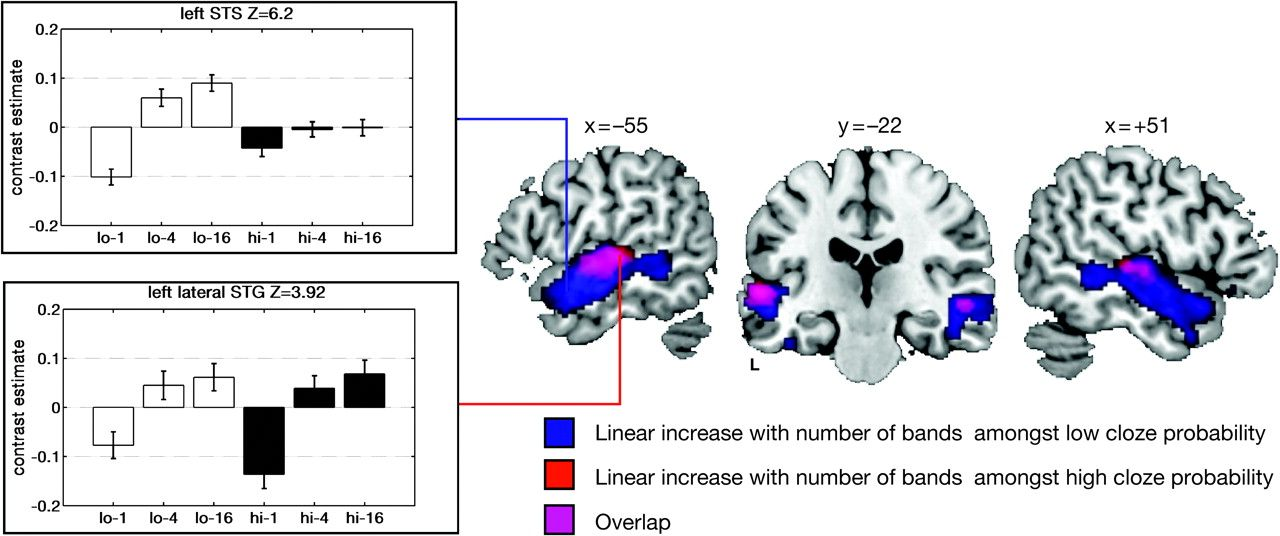 left STS Z=6.2
contrast estimate
0.2
0.1
0
-0.1
-0.2
lo-1 lo-4 lo-16 hi-1 hi-4 hi-16
left lateral STG Z=3.92
contrast estimate
0.2
0.1
0
-0.1
-0.2
lo-1 lo-4 lo-16 hi-1 hi-4 hi-16
x=–55 y=–22 x=+51
L
Linear increase with number of bands amongst low cloze probability
Linear increase with number of bands amongst high cloze probability
Overlap